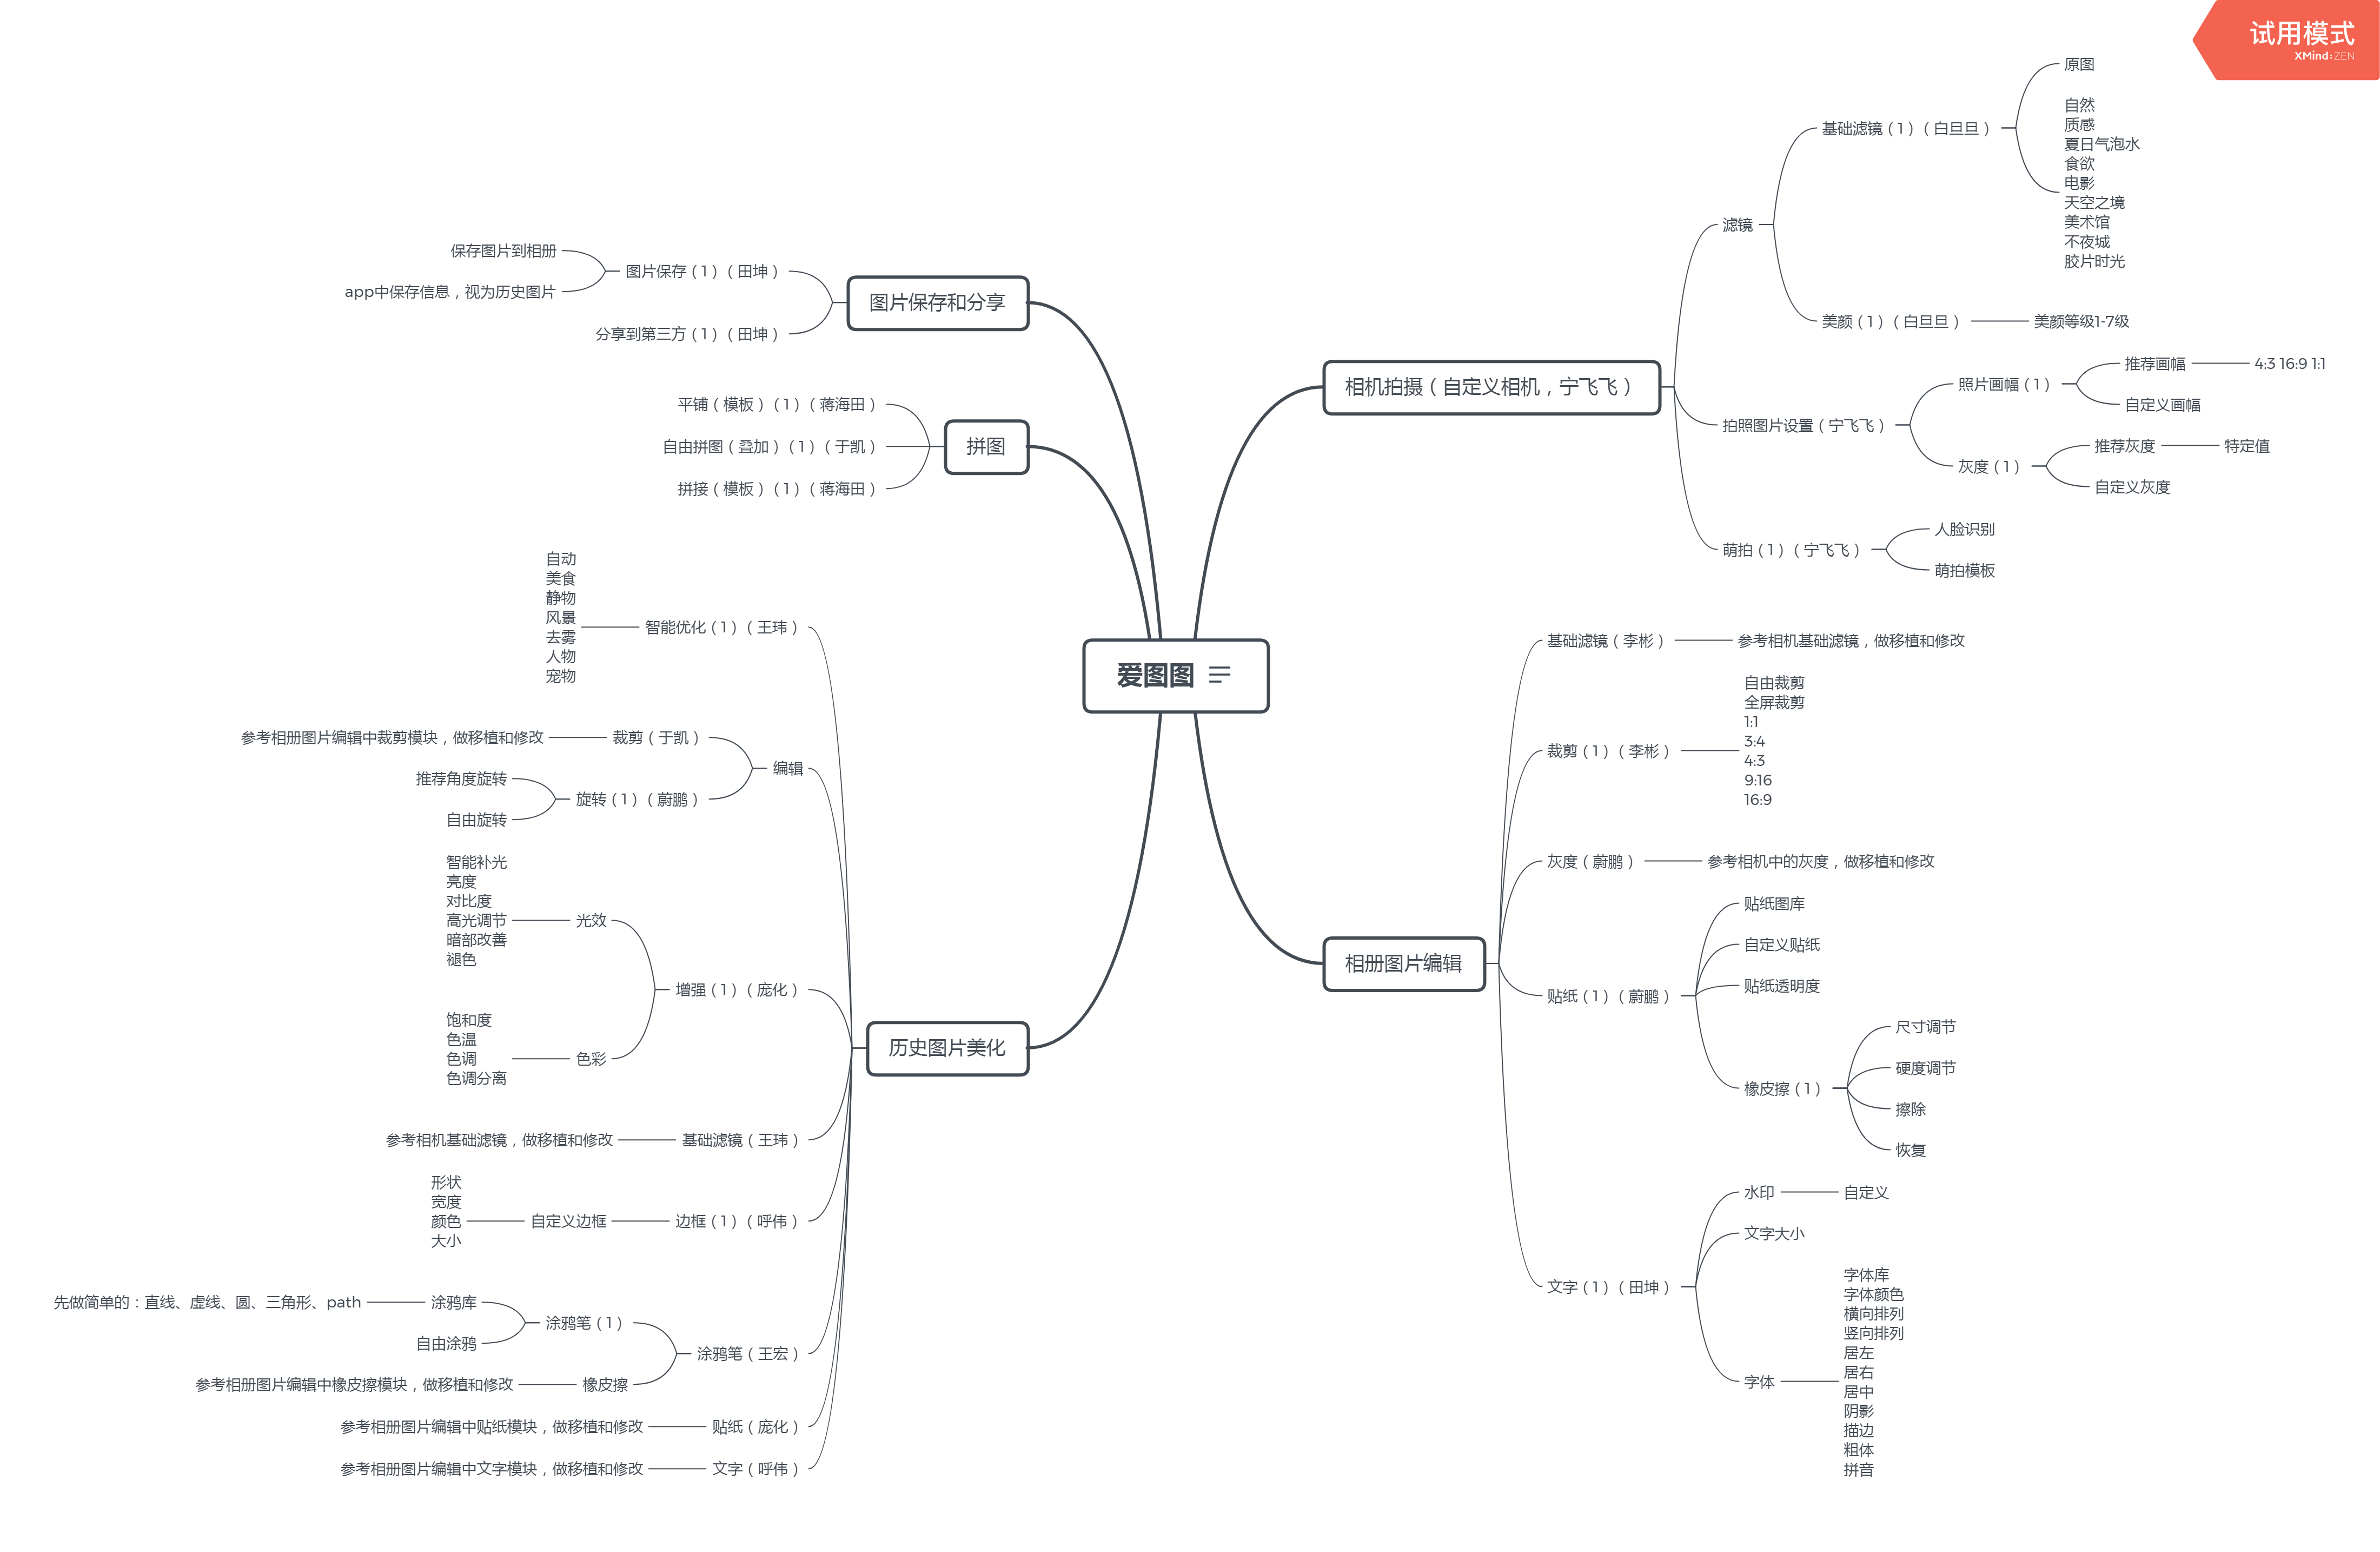 试用模式
XMind:ZEN
爱图图
相机拍摄（自定义相机，宁飞飞）
滤镜
基础滤镜（1）（白旦旦）
原图
自然
质感
夏日气泡水
食欲
电影
天空之境
美术馆
不夜城
胶片时光
美颜（1）（白旦旦）
美颜等级1-7级
拍照图片设置（宁飞飞）
照片画幅（1）
推荐画幅
4:3 16:9 1:1
自定义画幅
灰度（1）
推荐灰度
特定值
自定义灰度
萌拍（1）（宁飞飞）
人脸识别
萌拍模板
相册图片编辑
基础滤镜（李彬）
参考相机基础滤镜，做移植和修改
裁剪（1）（李彬）
自由裁剪
全屏裁剪
1:1
3:4
4:3
9:16
16:9
灰度（蔚鹏）
参考相机中的灰度，做移植和修改
贴纸（1）（蔚鹏）
贴纸图库
自定义贴纸
贴纸透明度
橡皮擦（1）
尺寸调节
硬度调节
擦除
恢复
文字（1）（田坤）
水印
自定义
文字大小
字体
字体库
字体颜色
横向排列
竖向排列
居左
居右
居中
阴影
描边
粗体
拼音
图片保存和分享
图片保存（1）（田坤）
保存图片到相册
app中保存信息，视为历史图片
分享到第三方（1）（田坤）
拼图
平铺（模板）（1）（蒋海田）
自由拼图（叠加）（1）（于凯）
拼接（模板）（1）（蒋海田）
历史图片美化
智能优化（1）（王玮）
自动
美食
静物
风景
去雾
人物
宠物
编辑
裁剪（于凯）
参考相册图片编辑中裁剪模块，做移植和修改
旋转（1）（蔚鹏）
推荐角度旋转
自由旋转
增强（1）（庞化）
光效
智能补光
亮度
对比度
高光调节
暗部改善
褪色
色彩
饱和度
色温
色调
色调分离
基础滤镜（王玮）
参考相机基础滤镜，做移植和修改
边框（1）（呼伟）
自定义边框
形状
宽度
颜色
大小
涂鸦笔（王宏）
涂鸦笔（1）
涂鸦库
先做简单的：直线、虚线、圆、三角形、path
自由涂鸦
橡皮擦
参考相册图片编辑中橡皮擦模块，做移植和修改
贴纸（庞化）
参考相册图片编辑中贴纸模块，做移植和修改
文字（呼伟）
参考相册图片编辑中文字模块，做移植和修改